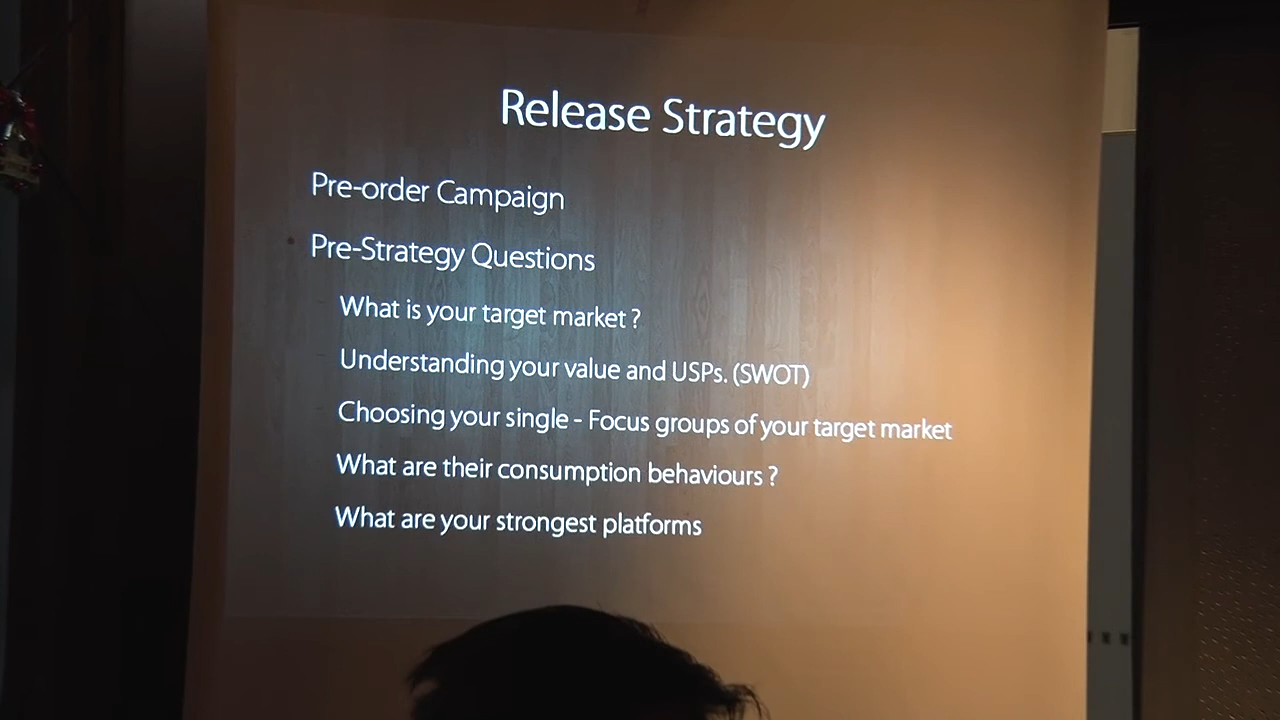 Release Strategy
Pre-order Campaign
Pre-Strategy Questions
What is your target market ?
Understanding your value and USPs. (SWOT)
Choosing your single - Focus groups of your target market
What are their consumption behaviours ?
What are your strongest platforms